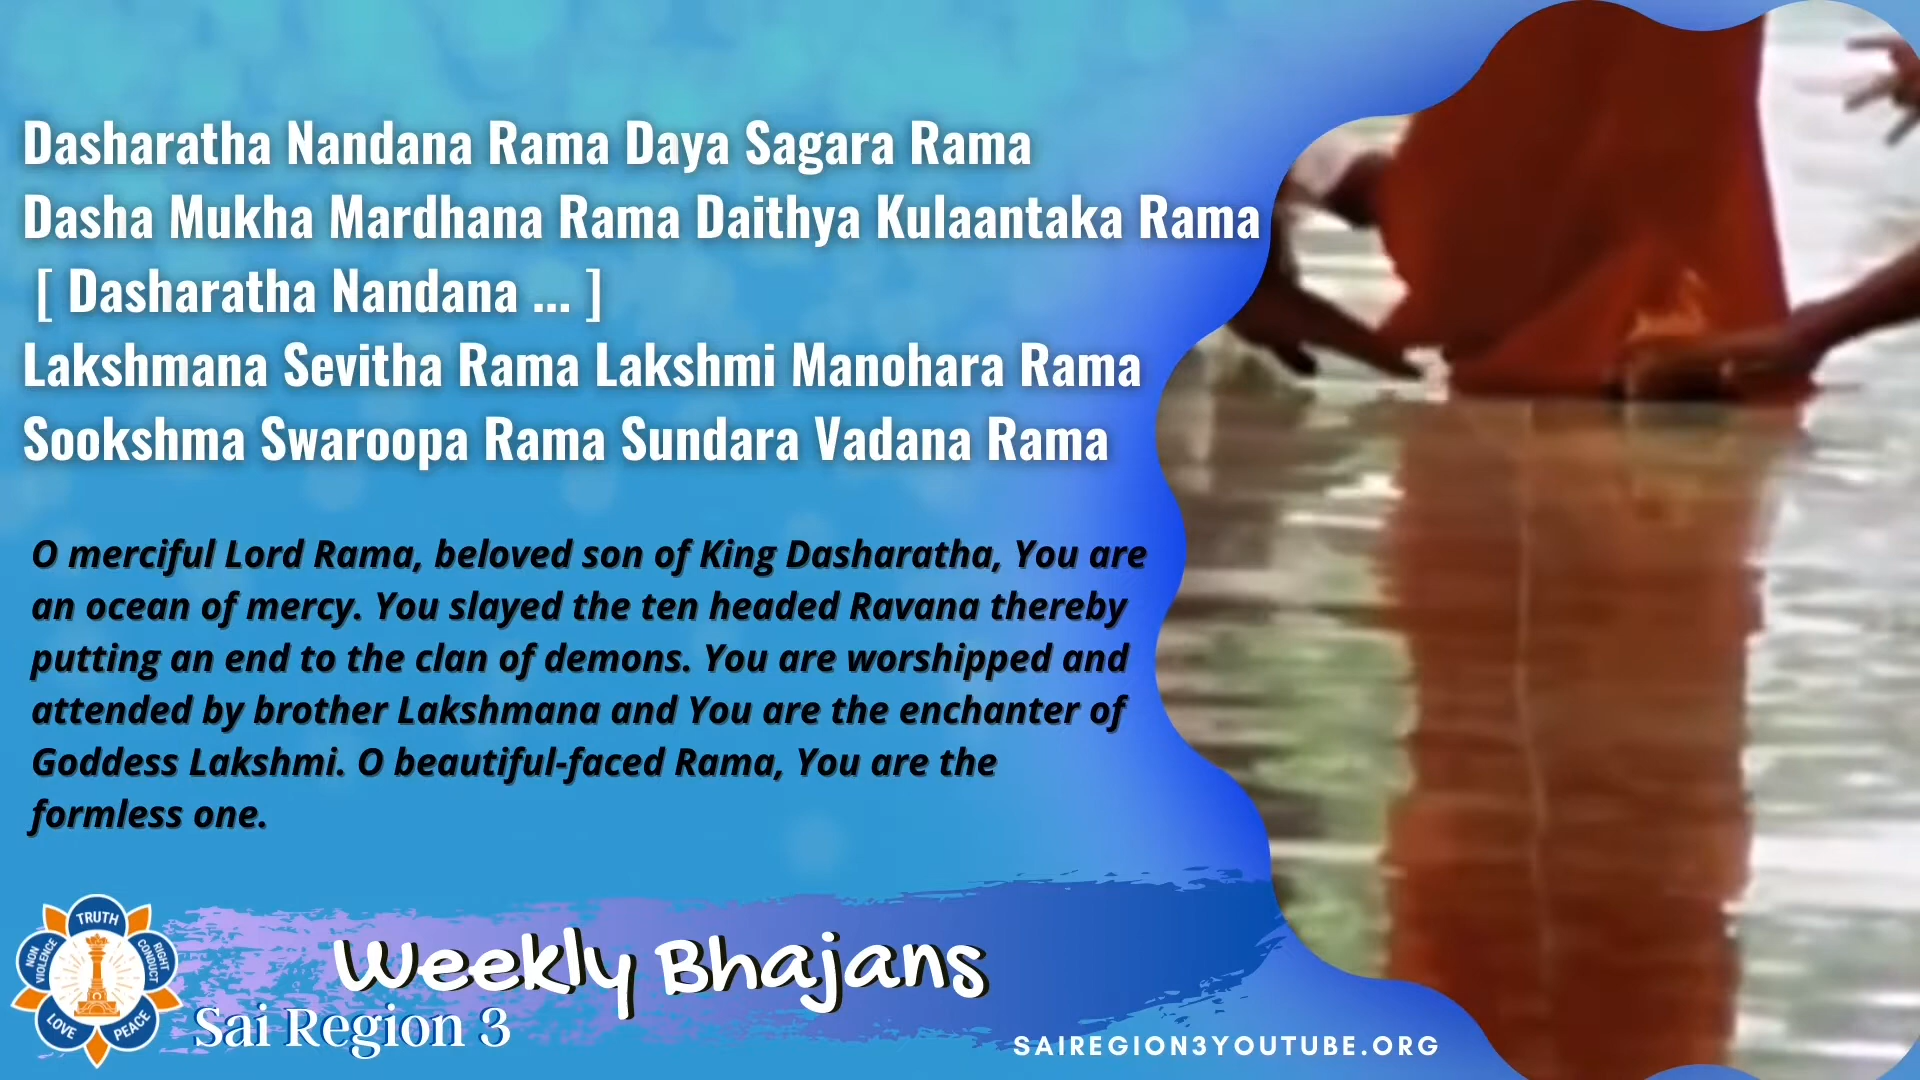 Dasharatha Nandana Rama Daya Sagara Rama
Dasha Mukha Mardhana Rama Daithya Kulaantaka Rama
[ Dasharatha Nandana ... ]
Lakshmana Sevitha Rama Lakshmi Manohara Rama
Sookshma Swaroopa Rama Sundara Vadana Rama
O merciful Lord Rama, beloved son of King Dasharatha, You are
an ocean of mercy. You slayed the ten headed Ravana thereby
putting an end to the clan of demons. You are worshipped and
attended by brother Lakshmana and You are the enchanter of
Goddess Lakshmi. O beautiful-faced Rama, You are the
formless one.
TRUTH
RIGHT
CONDUCT
PEACE
LOVE
NON
VIOLENCE
Weekly Bhajans
Sai Region 3
SAIREGION3YOUTUBE.ORG